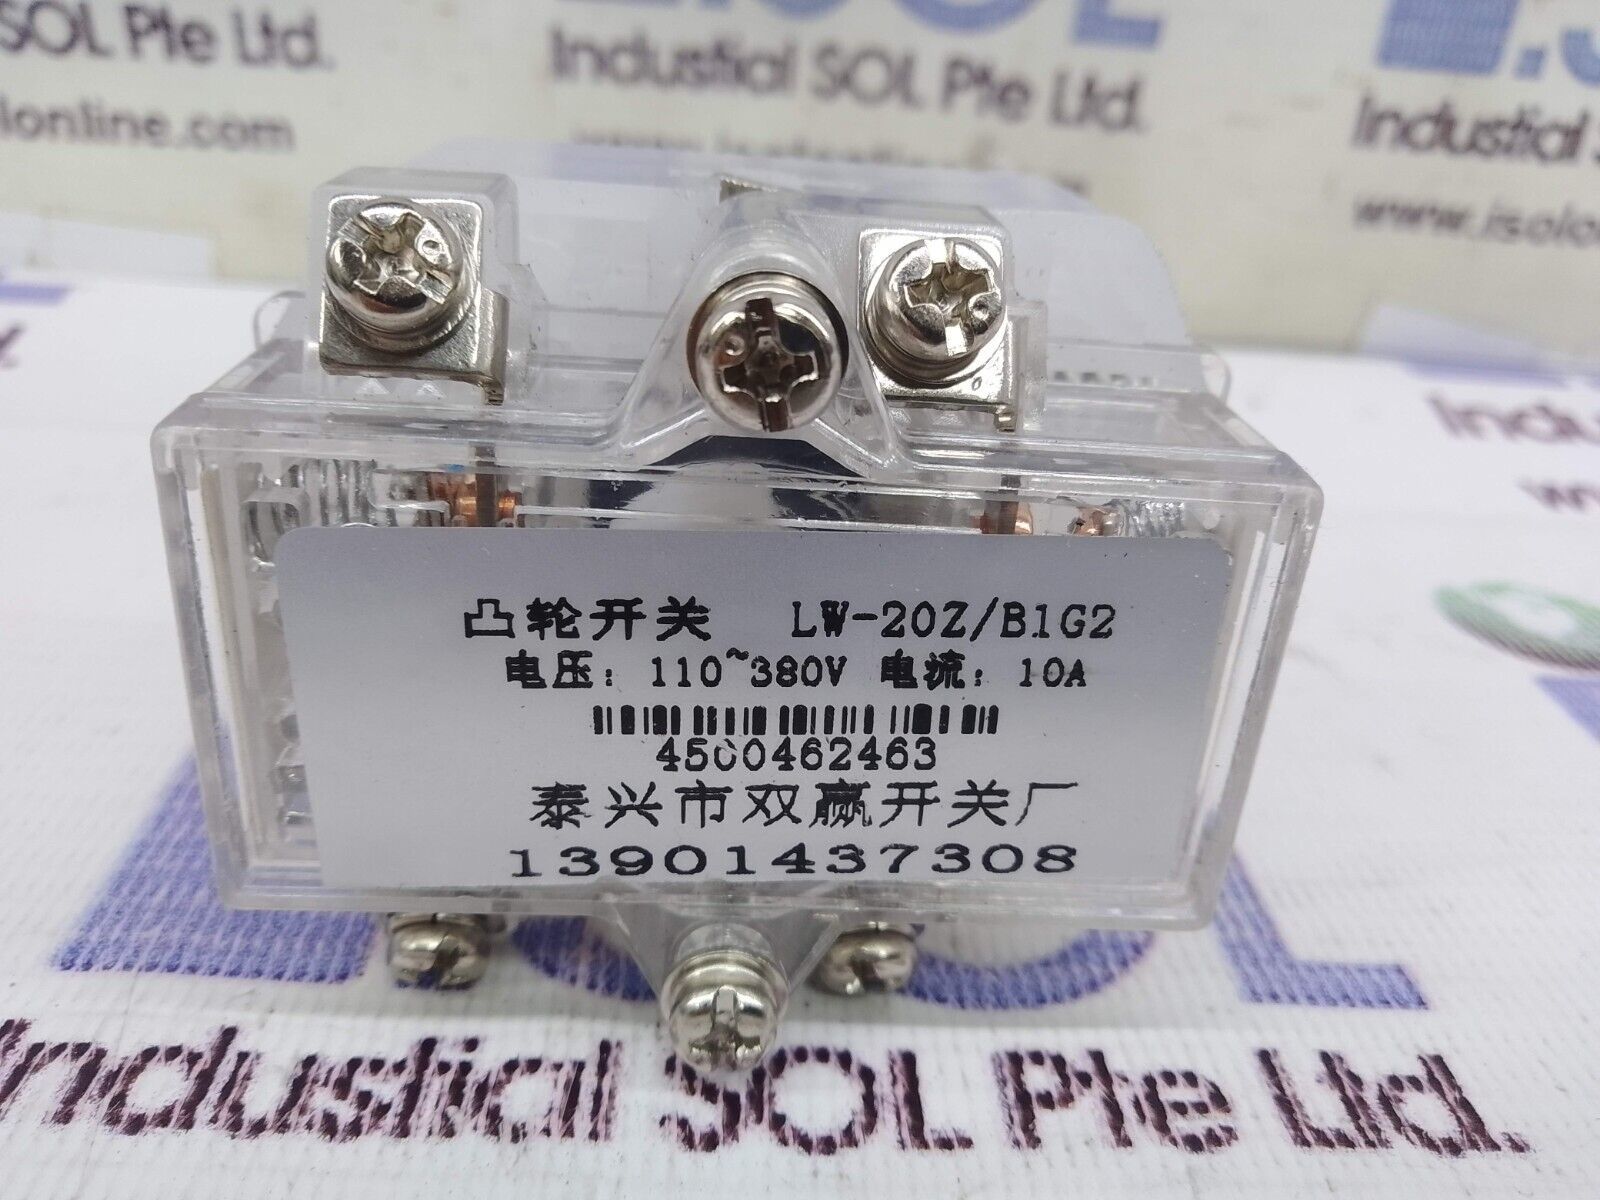 SOL Pte Ltd.
Industial SOL Pte Ltd.
Industial S
lonline.com
www.isolo
凸轮开关 LW-20Z/B1G2
电压: 110~380V 电流: 10A
4500462463
泰兴市双赢开关厂
13901437308
Industial SOL Pte Ltd.